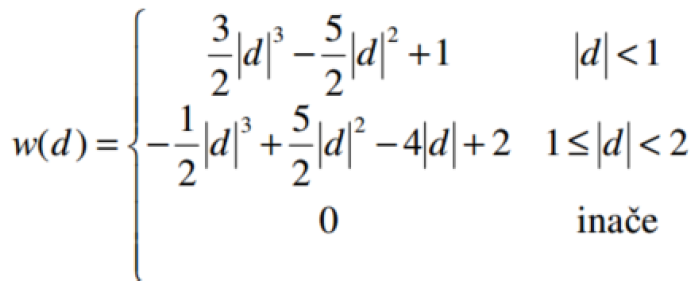 3/2|d|³ − 5/2|d|² + 1    |d| < 1
w(d) = { −1/2|d|³ + 5/2|d|² − 4|d| + 2    1 ≤ |d| < 2
0    inače